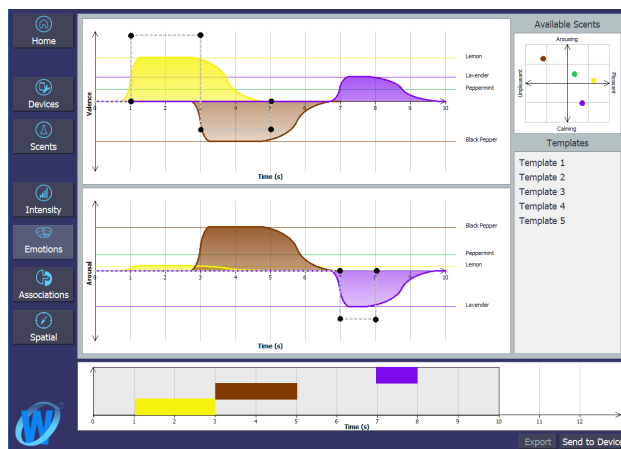 Home
Devices
Scents
Intensity
Emotions
Associations
Spatial
Valence
Lemon
Lavender
Peppermint
Black Pepper
1 2 3 4 5 6 7 8 9 10
Time (s)
Arousal
Black Pepper
Peppermint
Lemon
Lavender
1 2 3 4 5 6 7 8 9 10
Time (s)
Available Scents
Arousing
Unpleasant
Pleasant
Calming
Templates
Template 1
Template 2
Template 3
Template 4
Template 5
0 1 2 3 4 5 6 7 8 9 10 11 12
Time (s)
W
Export Send to Device